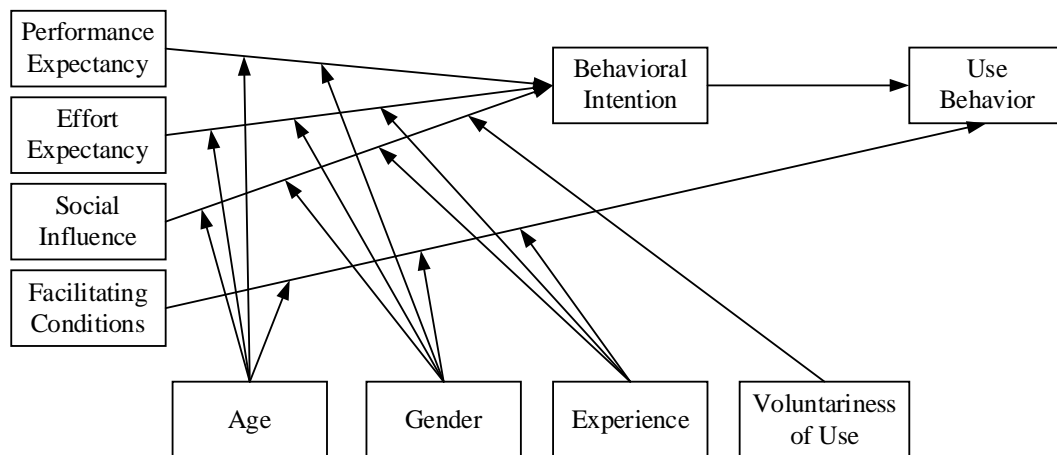 Performance
Expectancy
Effort
Expectancy
Social
Influence
Facilitating
Conditions
Behavioral
Intention
Use
Behavior
Age
Gender
Experience
Voluntariness
of Use